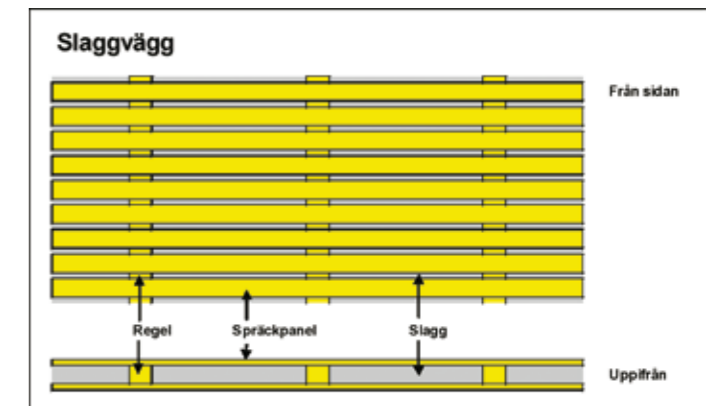 Slaggvägg
Från sidan
Regel
Spräckpanel
Slagg
Uppifrån